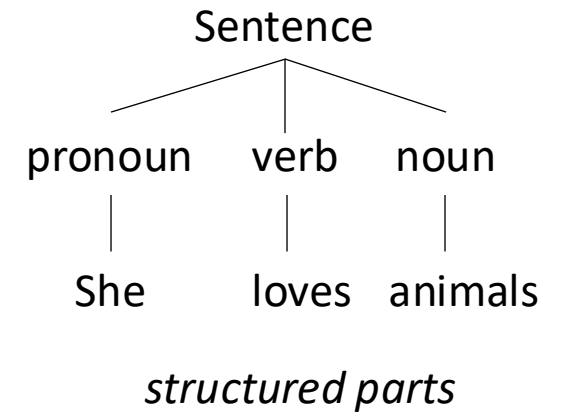 Sentence
pronoun verb noun
She loves animals
structured parts